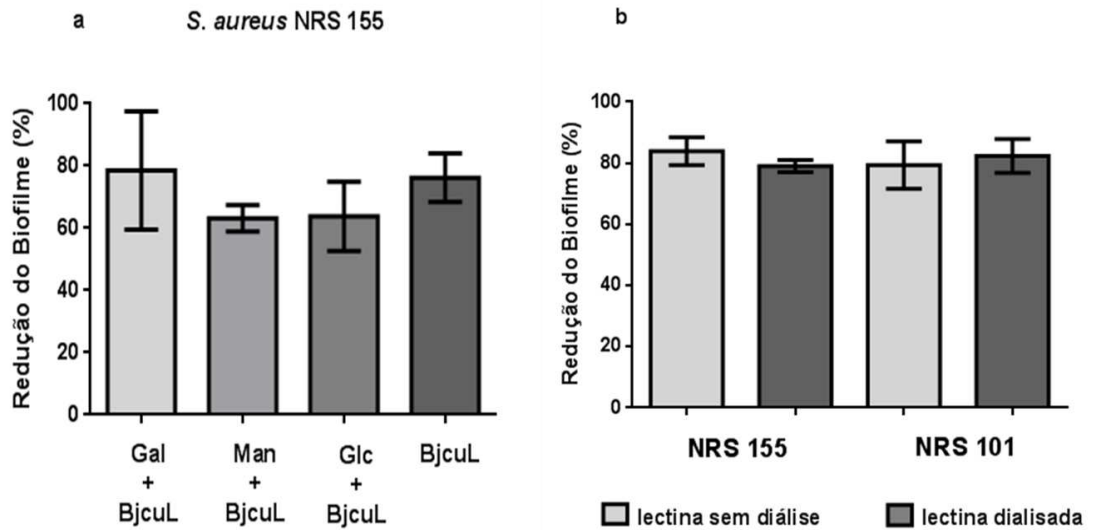 a
S. aureus NRS 155
Redução do Biofilme (%)
100
80
60
40
20
0
Gal
+
BjcuL
Man
+
BjcuL
Glc
+
BjcuL
BjcuL
b
Redução do Biofilme (%)
100
80
60
40
20
0
NRS 155
NRS 101
lectina sem diálise
lectina dialisada